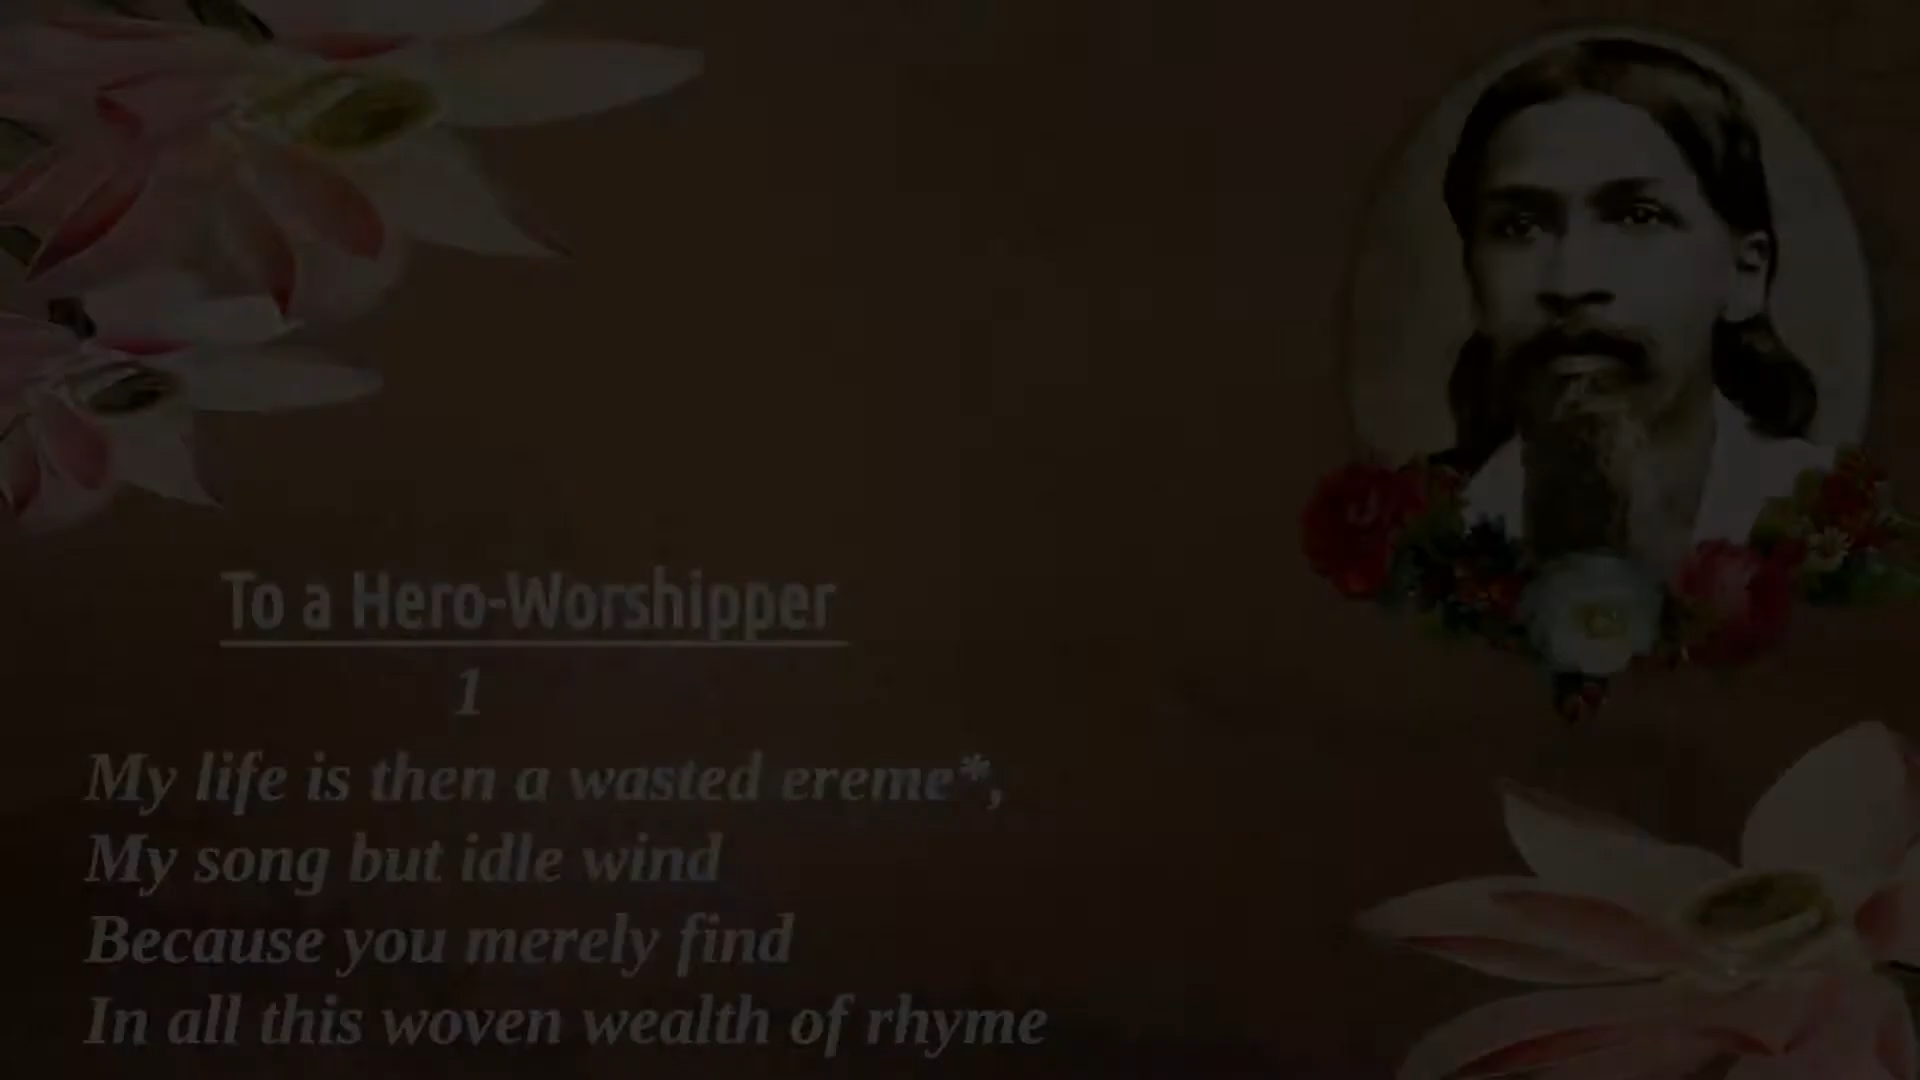 To a Hero-Worshipper
1
My life is then a wasted ereme*,
My song but idle wind
Because you merely find
In all this woven wealth of rhyme